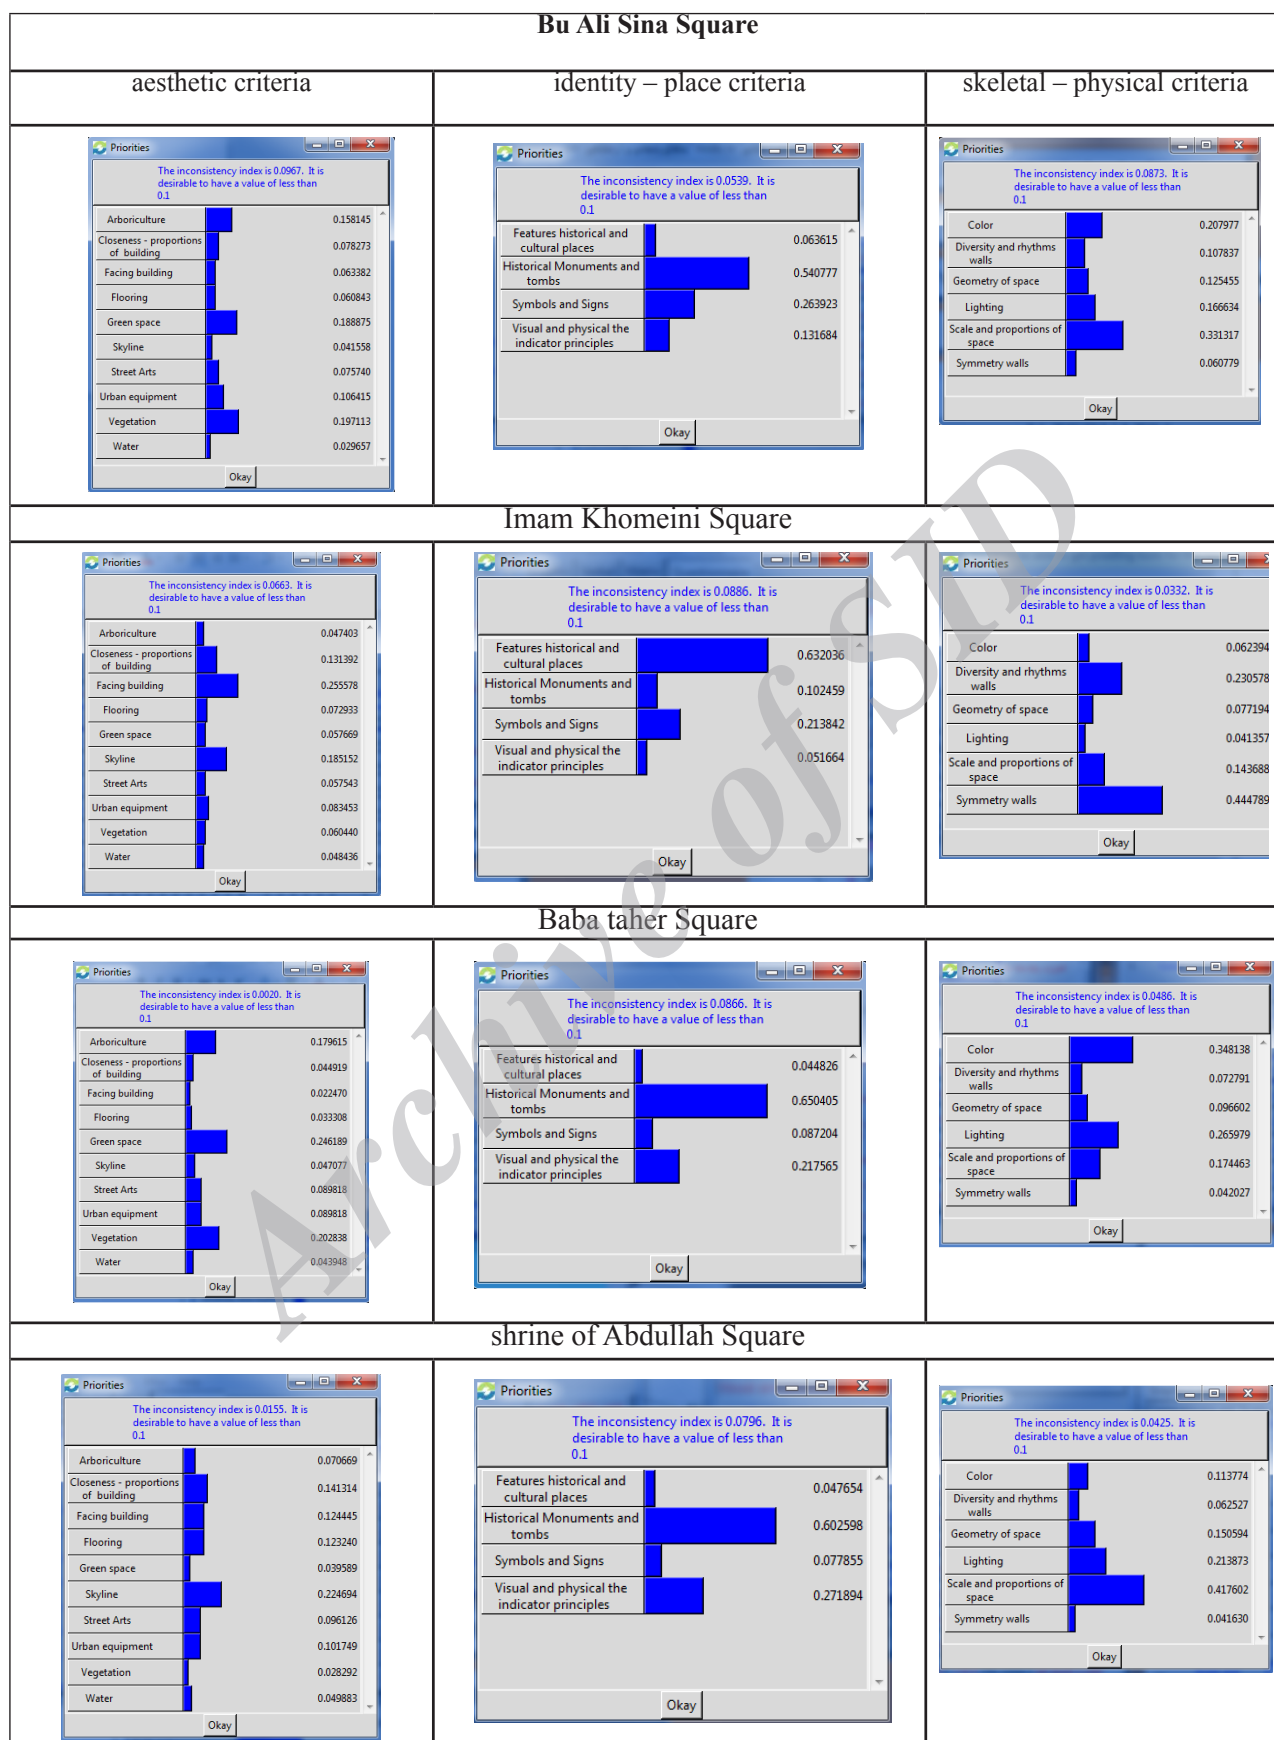 Bu Ali Sina Square
aesthetic criteria
identity – place criteria
skeletal – physical criteria
Priorities
The inconsistency index is 0.0967. It is
desirable to have a value of less than
0.1
Arboriculture 0.158145
Closeness - proportions
of building 0.078273
Facing building 0.063382
Flooring 0.060843
Green space 0.188875
Skyline 0.041558
Street Arts 0.075740
Urban equipment 0.106415
Vegetation 0.197113
Water 0.029657
Okay
Priorities
The inconsistency index is 0.0539. It is
desirable to have a value of less than
0.1
Features historical and
cultural places 0.063615
Historical Monuments and
tombs 0.540777
Symbols and Signs 0.263923
Visual and physical the
indicator principles 0.131684
Okay
Priorities
The inconsistency index is 0.0873. It is
desirable to have a value of less than
0.1
Color 0.207977
Diversity and rhythms
walls 0.107837
Geometry of space 0.125455
Lighting 0.166634
Scale and proportions of
space 0.331317
Symmetry walls 0.060779
Okay
Imam Khomeini Square
Priorities
The inconsistency index is 0.0663. It is
desirable to have a value of less than
0.1
Arboriculture 0.047403
Closeness - proportions
of building 0.131392
Facing building 0.255578
Flooring 0.072933
Green space 0.057669
Skyline 0.185152
Street Arts 0.057543
Urban equipment 0.083453
Vegetation 0.060440
Water 0.048436
Okay
Priorities
The inconsistency index is 0.0886. It is
desirable to have a value of less than
0.1
Features historical and
cultural places 0.632036
Historical Monuments and
tombs 0.102459
Symbols and Signs 0.213842
Visual and physical the
indicator principles 0.051664
Okay
Priorities
The inconsistency index is 0.0332. It is
desirable to have a value of less than
0.1
Color 0.062394
Diversity and rhythms
walls 0.230578
Geometry of space 0.077194
Lighting 0.041357
Scale and proportions of
space 0.143688
Symmetry walls 0.444789
Okay
Baba taher Square
Priorities
The inconsistency index is 0.0020. It is
desirable to have a value of less than
0.1
Arboriculture 0.179615
Closeness - proportions
of building 0.044919
Facing building 0.022470
Flooring 0.033308
Green space 0.246189
Skyline 0.047077
Street Arts 0.089818
Urban equipment 0.089818
Vegetation 0.202838
Water 0.043948
Okay
Priorities
The inconsistency index is 0.0866. It is
desirable to have a value of less than
0.1
Features historical and
cultural places 0.044826
Historical Monuments and
tombs 0.650405
Symbols and Signs 0.087204
Visual and physical the
indicator principles 0.217565
Okay
Priorities
The inconsistency index is 0.0486. It is
desirable to have a value of less than
0.1
Color 0.348138
Diversity and rhythms
walls 0.072791
Geometry of space 0.096602
Lighting 0.265979
Scale and proportions of
space 0.174463
Symmetry walls 0.042027
Okay
shrine of Abdullah Square
Priorities
The inconsistency index is 0.0155. It is
desirable to have a value of less than
0.1
Arboriculture 0.070669
Closeness - proportions
of building 0.141314
Facing building 0.124445
Flooring 0.123240
Green space 0.039589
Skyline 0.224694
Street Arts 0.096126
Urban equipment 0.101749
Vegetation 0.028292
Water 0.049883
Okay
Priorities
The inconsistency index is 0.0796. It is
desirable to have a value of less than
0.1
Features historical and
cultural places 0.047654
Historical Monuments and
tombs 0.602598
Symbols and Signs 0.077855
Visual and physical the
indicator principles 0.271894
Okay
Priorities
The inconsistency index is 0.0425. It is
desirable to have a value of less than
0.1
Color 0.113774
Diversity and rhythms
walls 0.062527
Geometry of space 0.150594
Lighting 0.213873
Scale and proportions of
space 0.417602
Symmetry walls 0.041630
Okay
Archive of SID